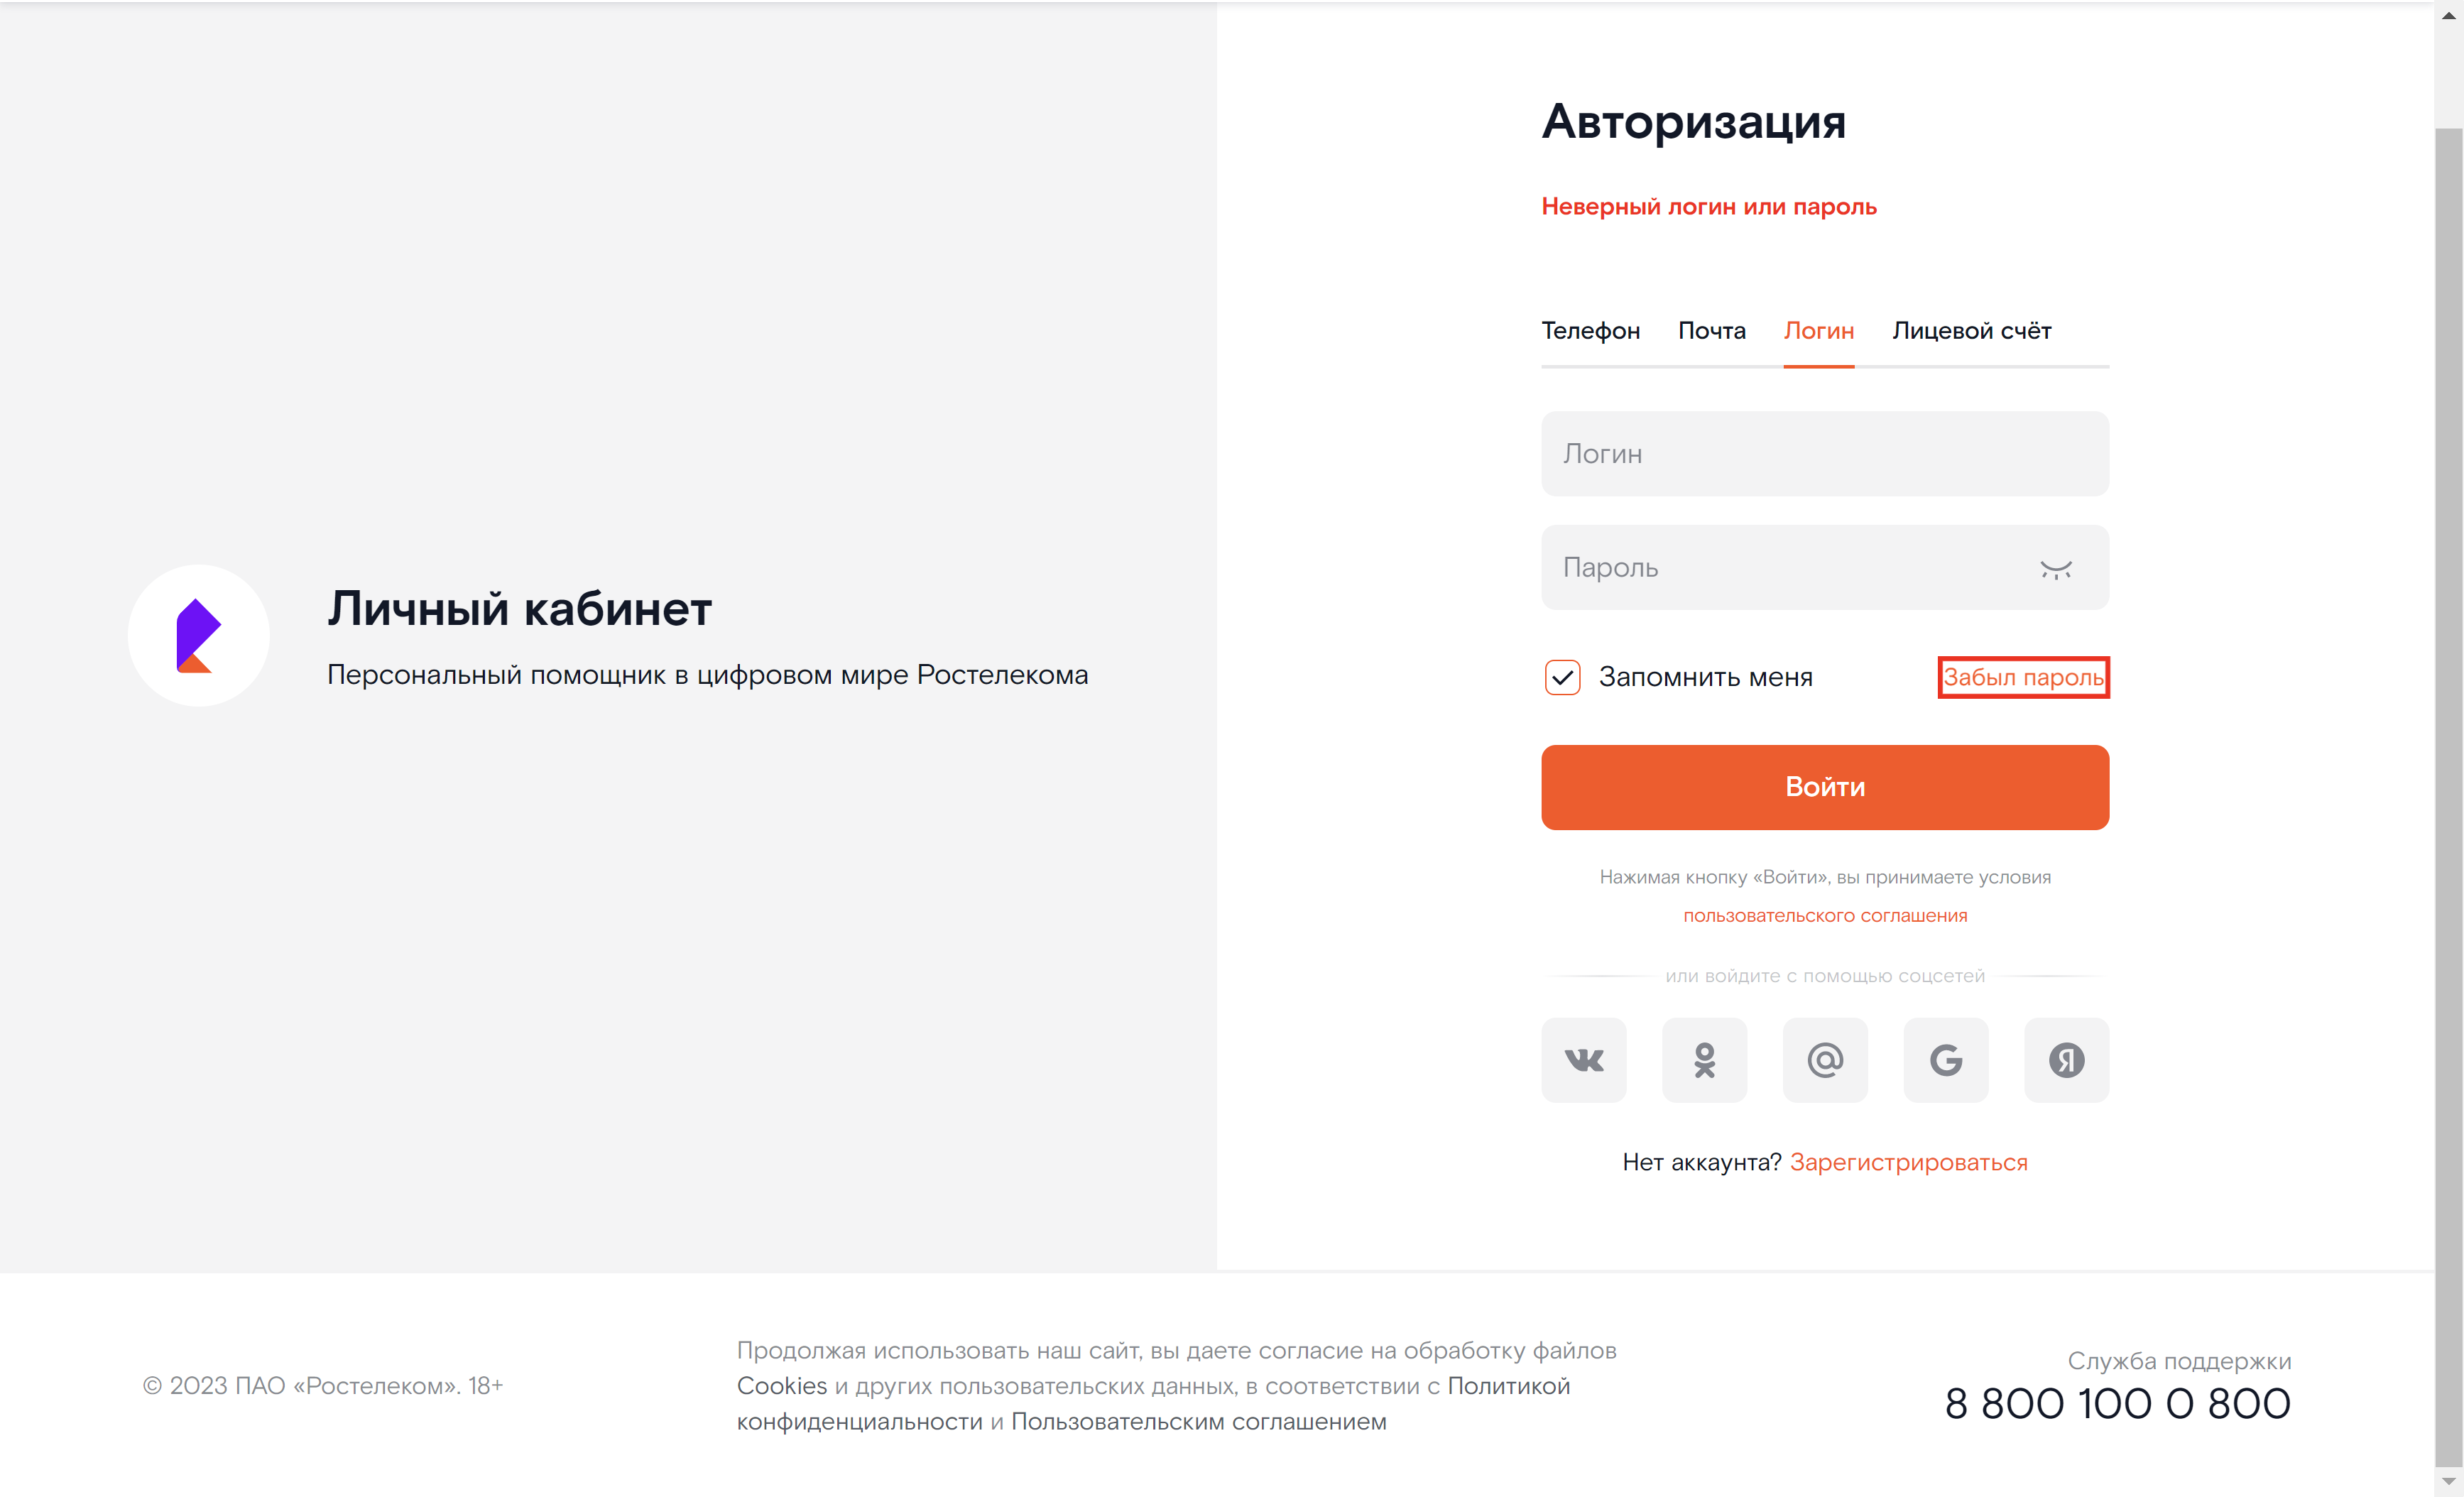 Авторизация
Неверный логин или пароль
Телефон Почта Логин Лицевой счёт
Логин
Пароль
Личный кабинет
Персональный помощник в цифровом мире Ростелекома
Запомнить меня Забыл пароль
Войти
Нажимая кнопку «Войти», вы принимаете условия
пользовательского соглашения
или войдите с помощью соцсетей
Нет аккаунта? Зарегистрироваться
© 2023 ПАО «Ростелеком». 18+
Продолжая использовать наш сайт, вы даете согласие на обработку файлов
Cookies и других пользовательских данных, в соответствии с Политикой
конфиденциальности и Пользовательским соглашением
Служба поддержки
8 800 100 0 800